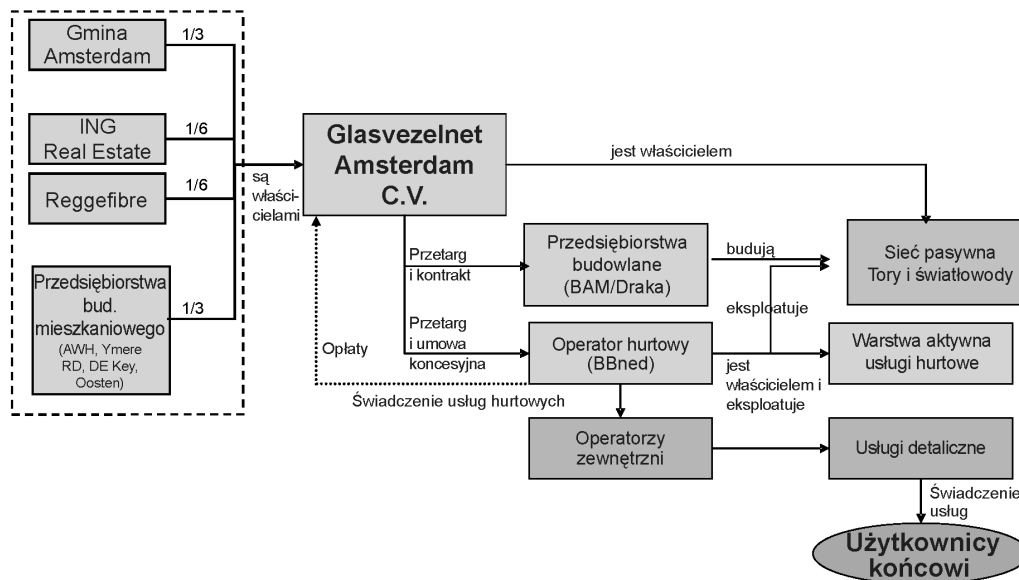 Gmina
Amsterdam
1/3
ING
Real Estate
1/6
Reggefibre
1/6
Przedsiębiorstwa
bud.
mieszkaniowego
(AWH, Ymere
RD, DE Key,
Oosten)
1/3
są
właści-
cielami
Glasvezelnet
Amsterdam
C.V.
jest właścicielem
Przetarg
i kontrakt
Przedsiębiorstwa
budowlane
(BAM/Draka)
budują
Sieć pasywna
Tory i światłowody
eksploatuje
Opłaty
Przetarg
i umowa
koncesyjna
Operator hurtowy
(BBned)
jest
właścicielem i
eksploatuje
Warstwa aktywna
usługi hurtowe
Świadczenie usług hurtowych
Operatorzy
zewnętrzni
Usługi detaliczne
Świadczenie
usług
Użytkownicy
końcowi